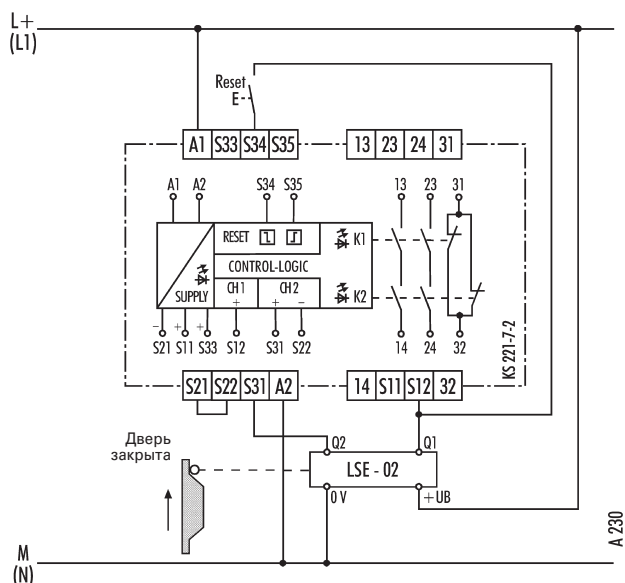 L+
(L1)
Reset
E
A1 S33 S34 S35
13 23 24 31
A1 A2 S34 S35 13 23 31
RESET
K1
CONTROL-LOGIC
CH1 CH2
+ + −
SUPPLY
K2
− + +
S21 S11 S33 S12 S31 S22 14 24 32
KS 221-7-2
S21 S22 S31 A2
14 S11 S12 32
Дверь
закрыта
Q2 Q1
LSE - 02
0 V +UB
A 230
M
(N)